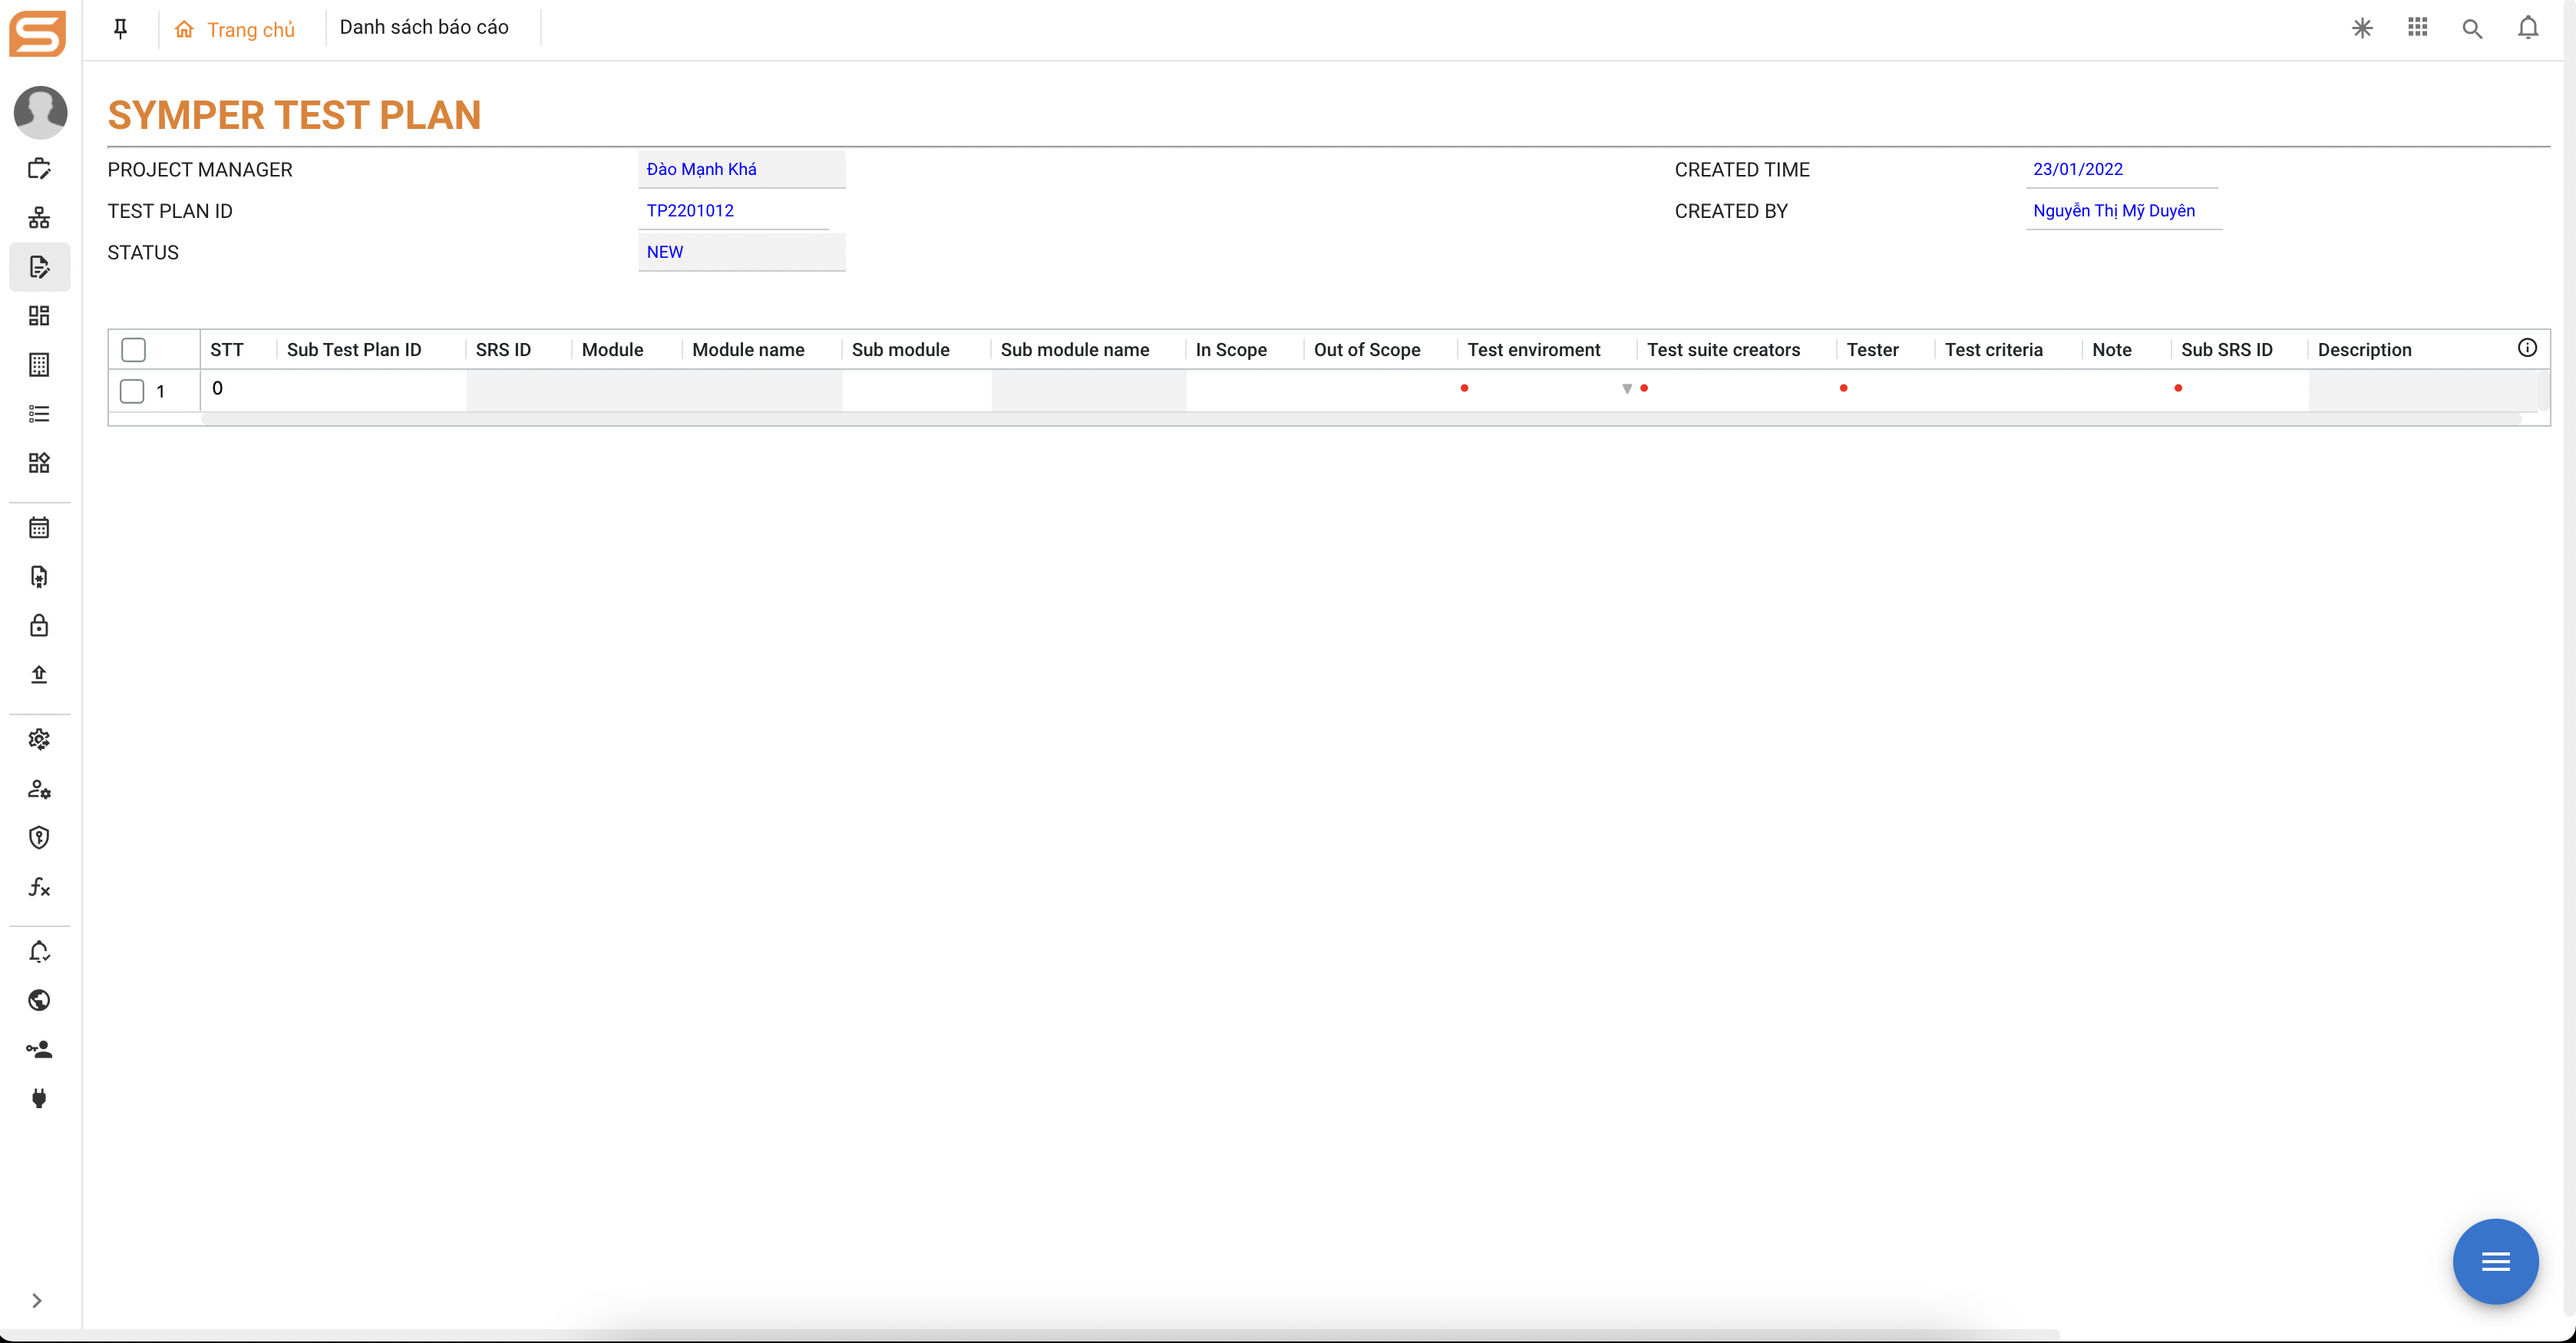 Trang chủ Danh sách báo cáo
SYMPER TEST PLAN
PROJECT MANAGER Đào Mạnh Khá CREATED TIME 23/01/2022
TEST PLAN ID TP2201012 CREATED BY Nguyễn Thị Mỹ Duyên
STATUS NEW
STT Sub Test Plan ID SRS ID Module Module name Sub module Sub module name In Scope Out of Scope Test enviroment Test suite creators Tester Test criteria Note Sub SRS ID Description
1 0